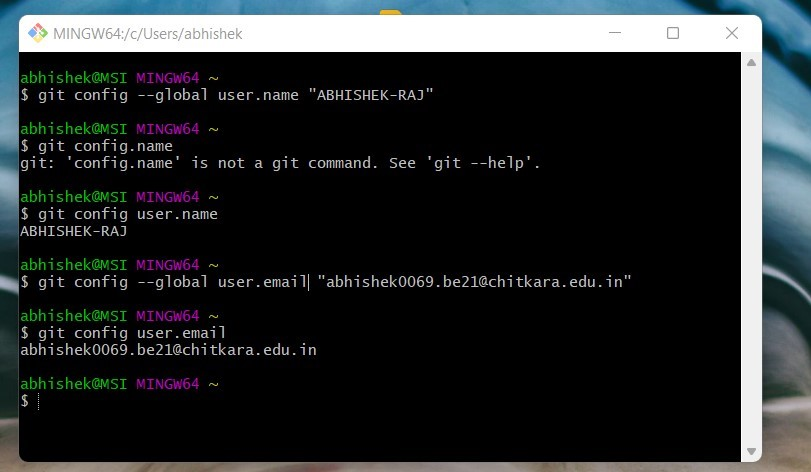 MINGW64:/c/Users/abhishek
abhishek@MSI MINGW64 ~
$ git config --global user.name "ABHISHEK-RAJ"
abhishek@MSI MINGW64 ~
$ git config.name
git: 'config.name' is not a git command. See 'git --help'.
abhishek@MSI MINGW64 ~
$ git config user.name
ABHISHEK-RAJ
abhishek@MSI MINGW64 ~
$ git config --global user.email "abhishek0069.be21@chitkara.edu.in"
abhishek@MSI MINGW64 ~
$ git config user.email
abhishek0069.be21@chitkara.edu.in
abhishek@MSI MINGW64 ~
$